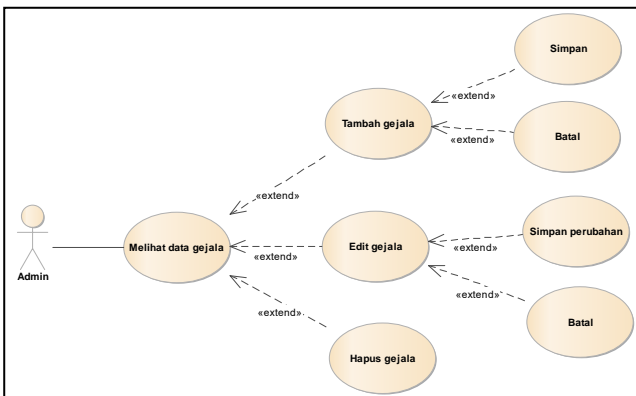 Simpan
«extend»
Tambah gejala
«extend»
Batal
«extend»
Admin
Melihat data gejala
«extend»
Edit gejala
«extend»
Simpan perubahan
«extend»
Batal
«extend»
Hapus gejala